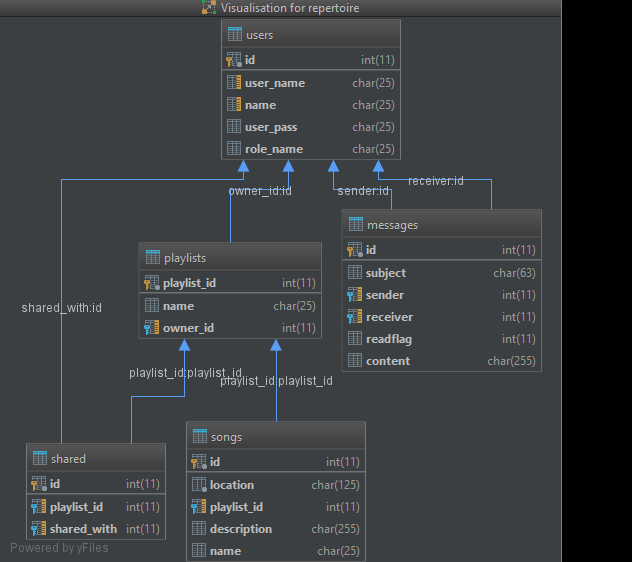 Visualisation for repertoire
users
id int(11)
user_name char(25)
name char(25)
user_pass char(25)
role_name char(25)
owner_id:id
sender:id
receiver:id
messages
id int(11)
subject char(63)
sender int(11)
receiver int(11)
readflag int(11)
content char(255)
playlists
playlist_id int(11)
name char(25)
owner_id int(11)
shared_with:id
playlist_id:playlist_id
playlist_id:playlist_id
shared
id int(11)
playlist_id int(11)
shared_with int(11)
songs
id int(11)
location char(125)
playlist_id int(11)
description char(255)
name char(25)
Powered by yFiles